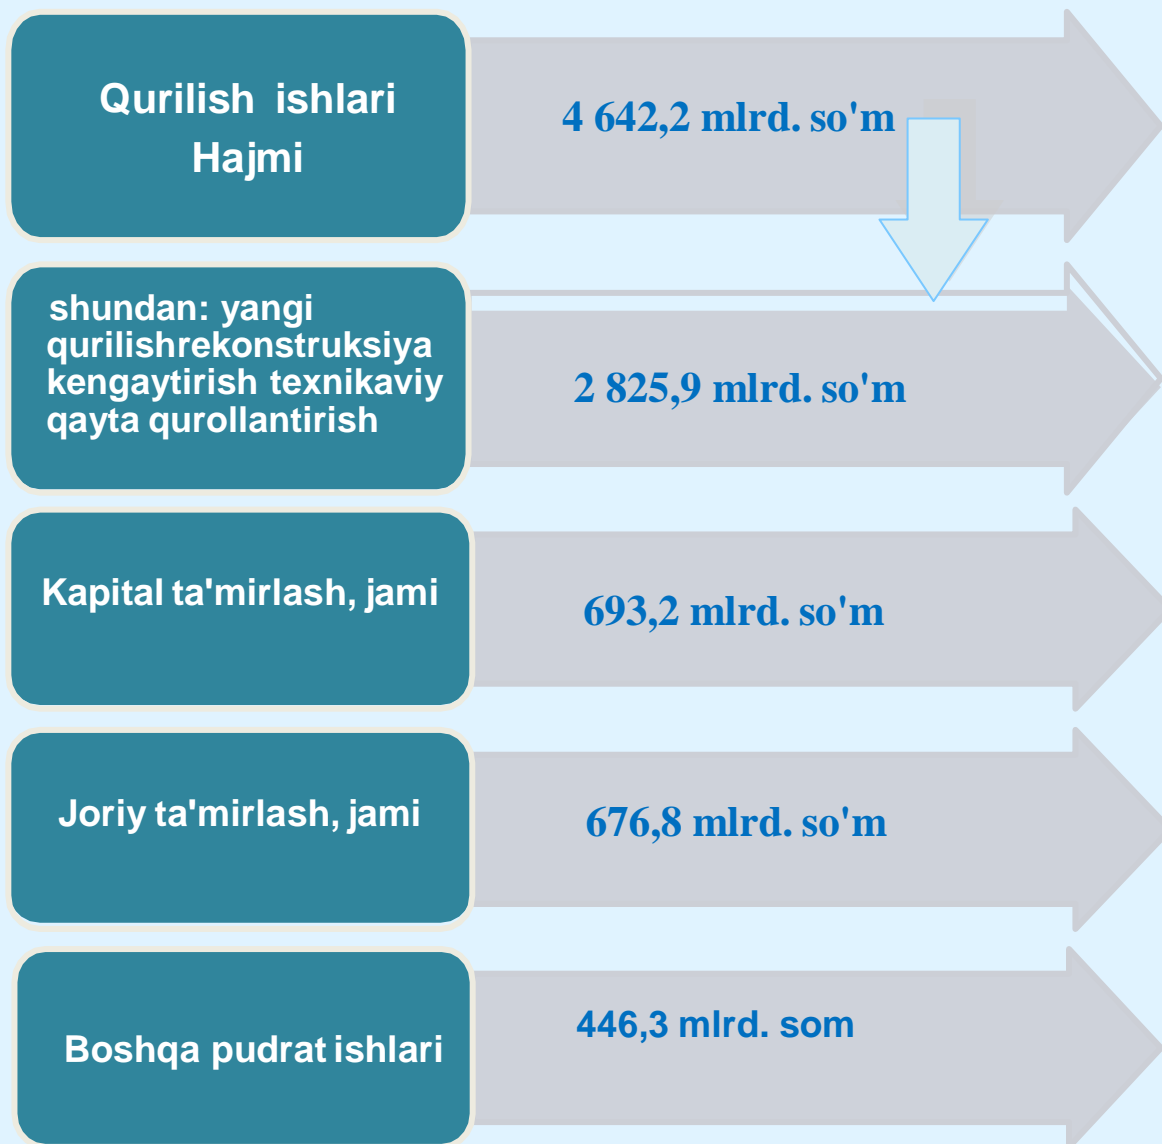 Qurilish ishlari
Hajmi
4 642,2 mlrd. so'm
shundan: yangi
qurilishrekonstruksiya
kengaytirish texnikaviy
qayta qurollantirish
2 825,9 mlrd. so'm
Kapital ta'mirlash, jami
693,2 mlrd. so'm
Joriy ta'mirlash, jami
676,8 mlrd. so'm
Boshqa pudrat ishlari
446,3 mlrd. som